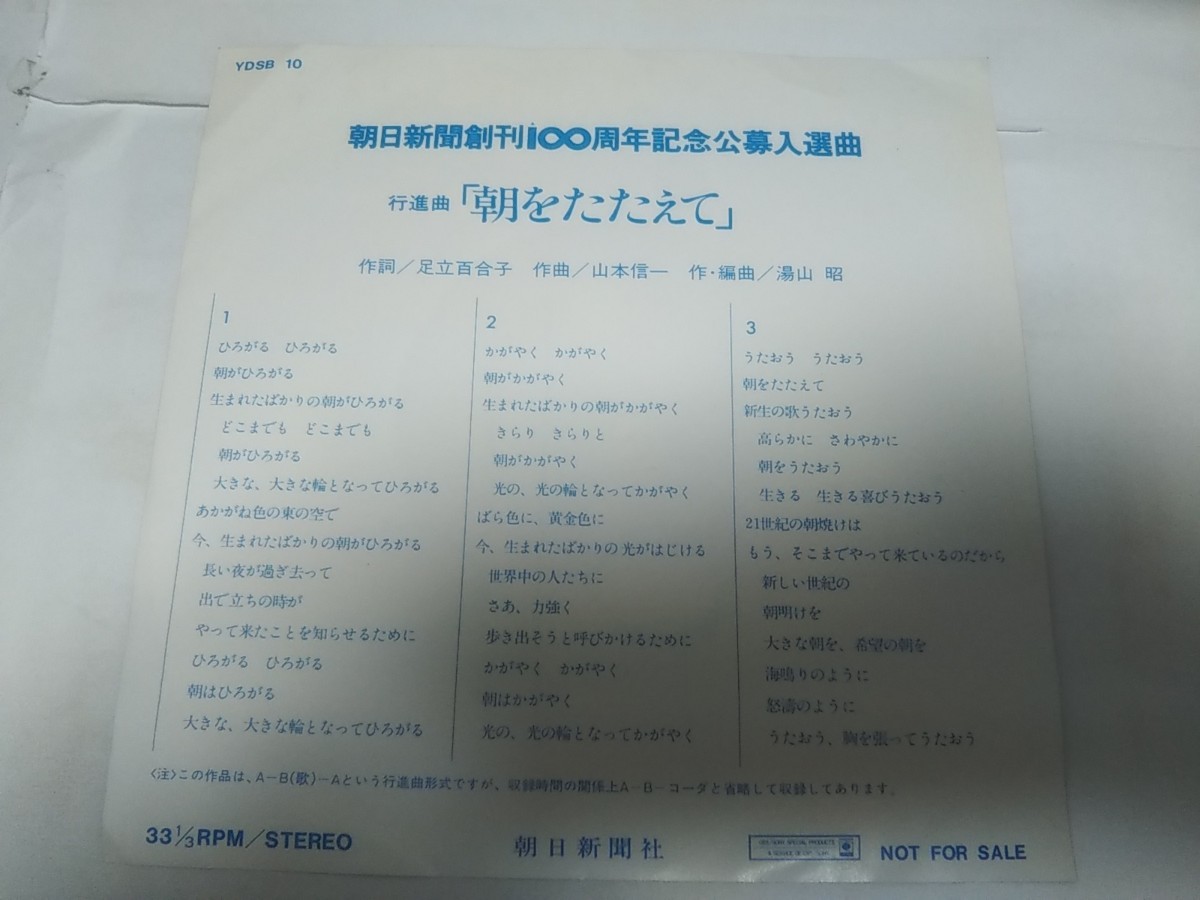 YDSB 10
朝日新聞創刊100周年記念公募入選曲
行進曲「朝をたたえて」
作詞／足立百合子 作曲／山本信一 作・編曲／湯山 昭
1
ひろがる ひろがる
朝がひろがる
生まれたばかりの朝がひろがる
どこまでも どこまでも
朝がひろがる
大きな、大きな輪となってひろがる
あかがね色の東の空で
今、生まれたばかりの朝がひろがる
長い夜が過ぎ去って
出で立ちの時が
やって来たことを知らせるために
ひろがる ひろがる
朝はひろがる
大きな、大きな輪となってひろがる
2
かがやく かがやく
朝がかがやく
生まれたばかりの朝がかがやく
きらり きらりと
朝がかがやく
光の、光の輪となってかがやく
ばら色に、黄金色に
今、生まれたばかりの光がはじける
世界中の人たちに
さあ、力強く
歩き出そうと呼びかけるために
かがやく かがやく
朝はかがやく
光の、光の輪となってかがやく
3
うたおう うたおう
朝をたたえて
新生の歌うたおう
高らかに さわやかに
朝をうたおう
生きる 生きる喜びうたおう
21世紀の朝焼けは
もう、そこまでやって来ているのだから
新しい世紀の
朝明けを
大きな朝を、希望の朝を
海鳴りのように
怒濤のように
うたおう、胸を張ってうたおう
〈注〉この作品は、A－B(歌)－Aという行進曲形式ですが、収録時間の関係上A－B－コーダと省略して収録してあります。
33 1/3 RPM／STEREO
朝日新聞社
CBS/SONY SPECIAL PRODUCTS
A SERVICE OF CBS/SONY
NOT FOR SALE